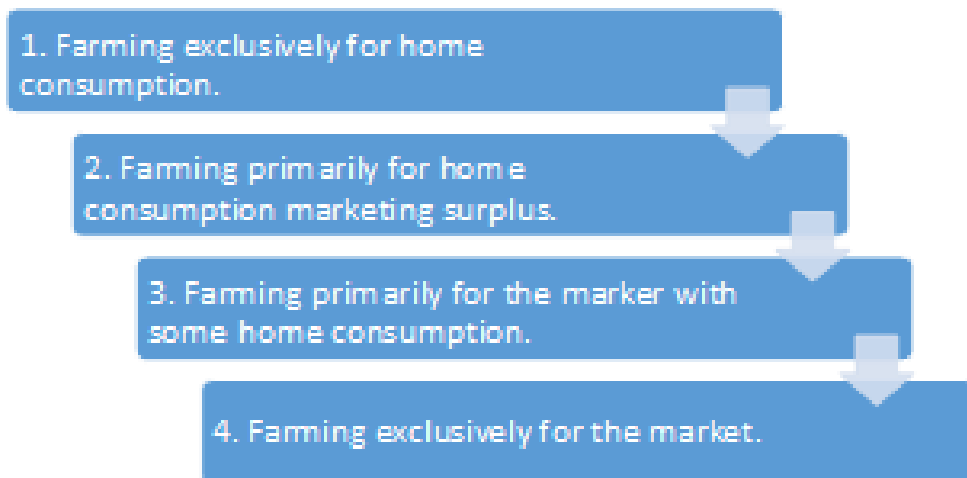 1. Farming exclusively for home
consumption.
2. Farming primarily for home
consumption marketing surplus.
3. Farming primarily for the marker with
some home consumption.
4. Farming exclusively for the market.